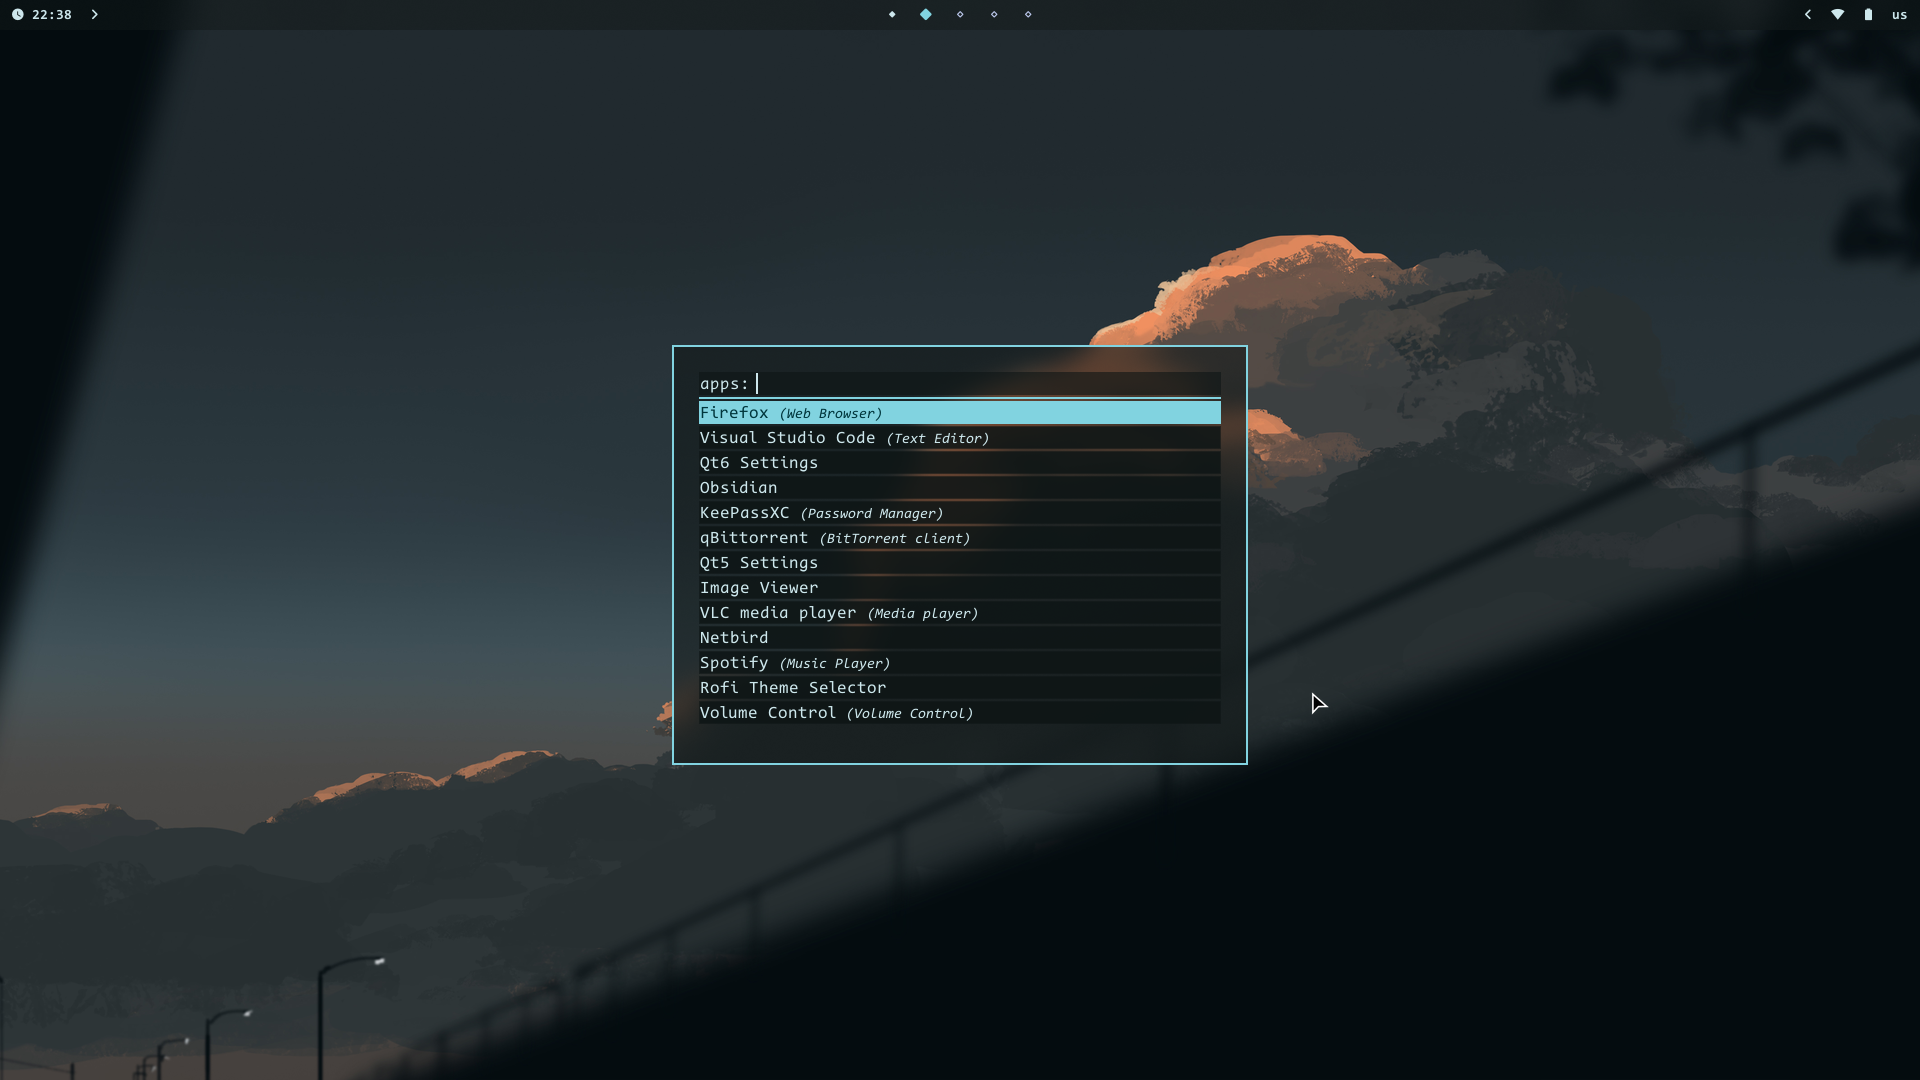 22:38
us
apps:
Firefox (Web Browser)
Visual Studio Code (Text Editor)
Qt6 Settings
Obsidian
KeePassXC (Password Manager)
qBittorrent (BitTorrent client)
Qt5 Settings
Image Viewer
VLC media player (Media player)
Netbird
Spotify (Music Player)
Rofi Theme Selector
Volume Control (Volume Control)